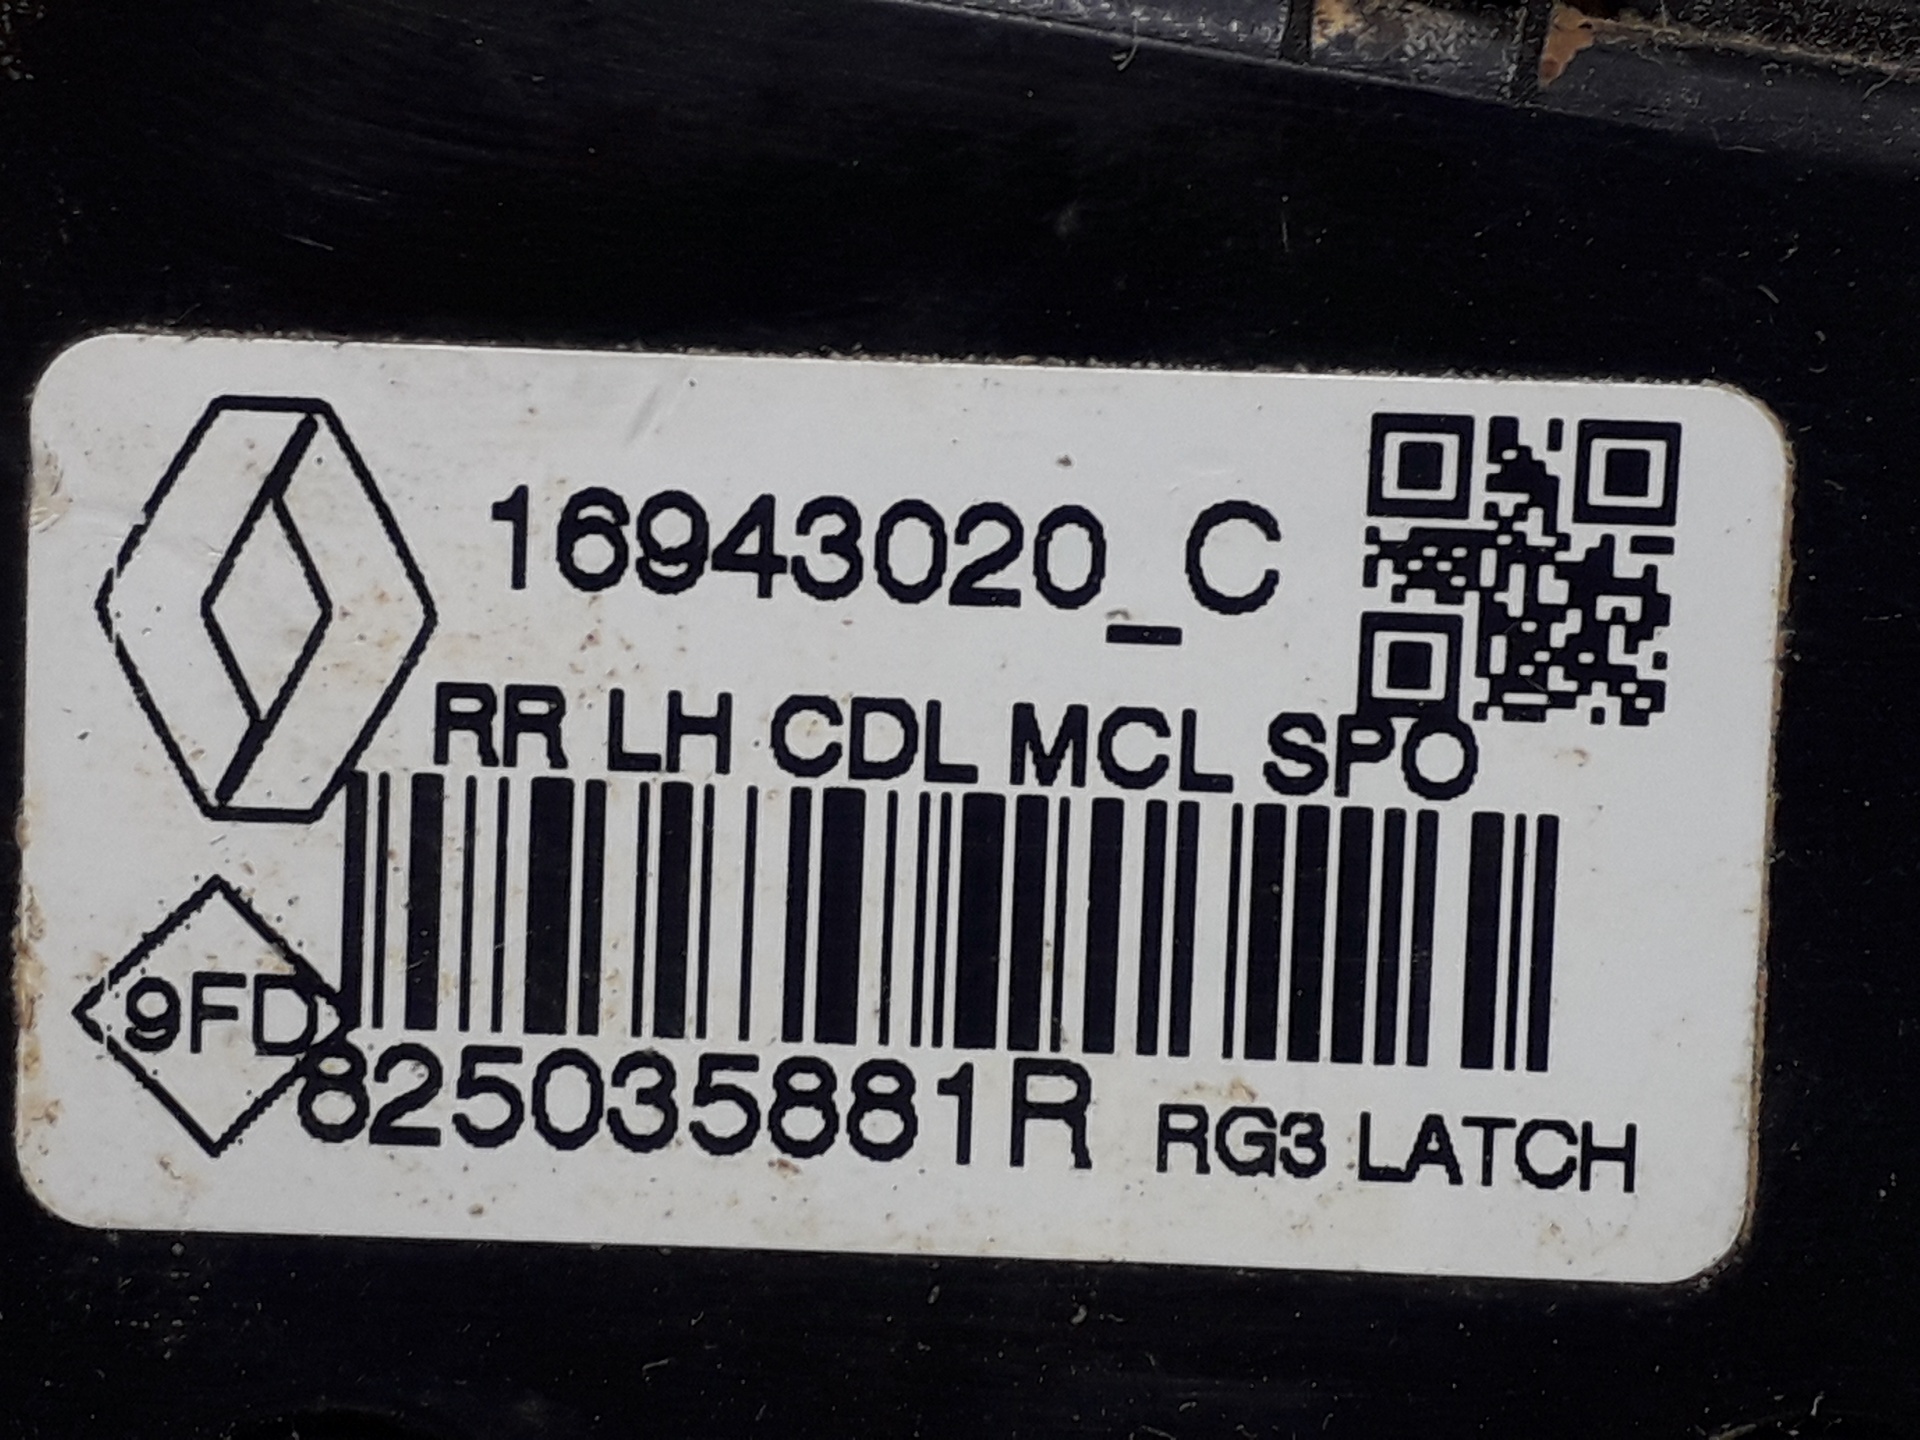 16943020_C
RR LH CDL MCL SPO
9FD
825035881R RG3 LATCH